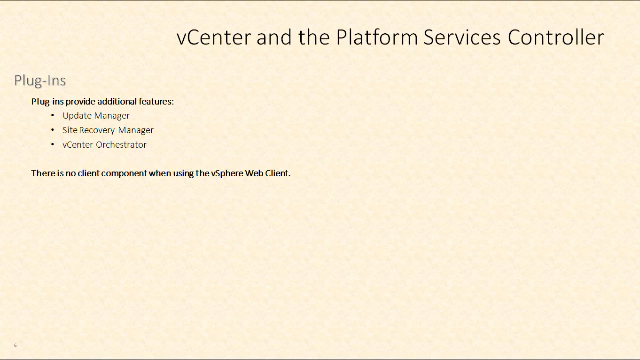 vCenter and the Platform Services Controller
Plug-Ins
Plug ins provide additional features:
• Update Manager
• Site Recovery Manager
• vCenter Orchestrator
There is no client component when using the vSphere Web Client.